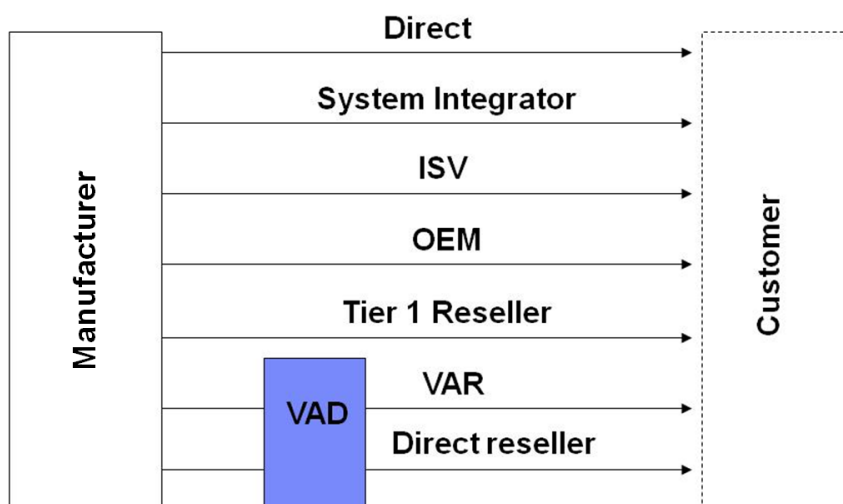 Direct
System Integrator
ISV
OEM
Tier 1 Reseller
VAR
Direct reseller
VAD
Manufacturer
Customer